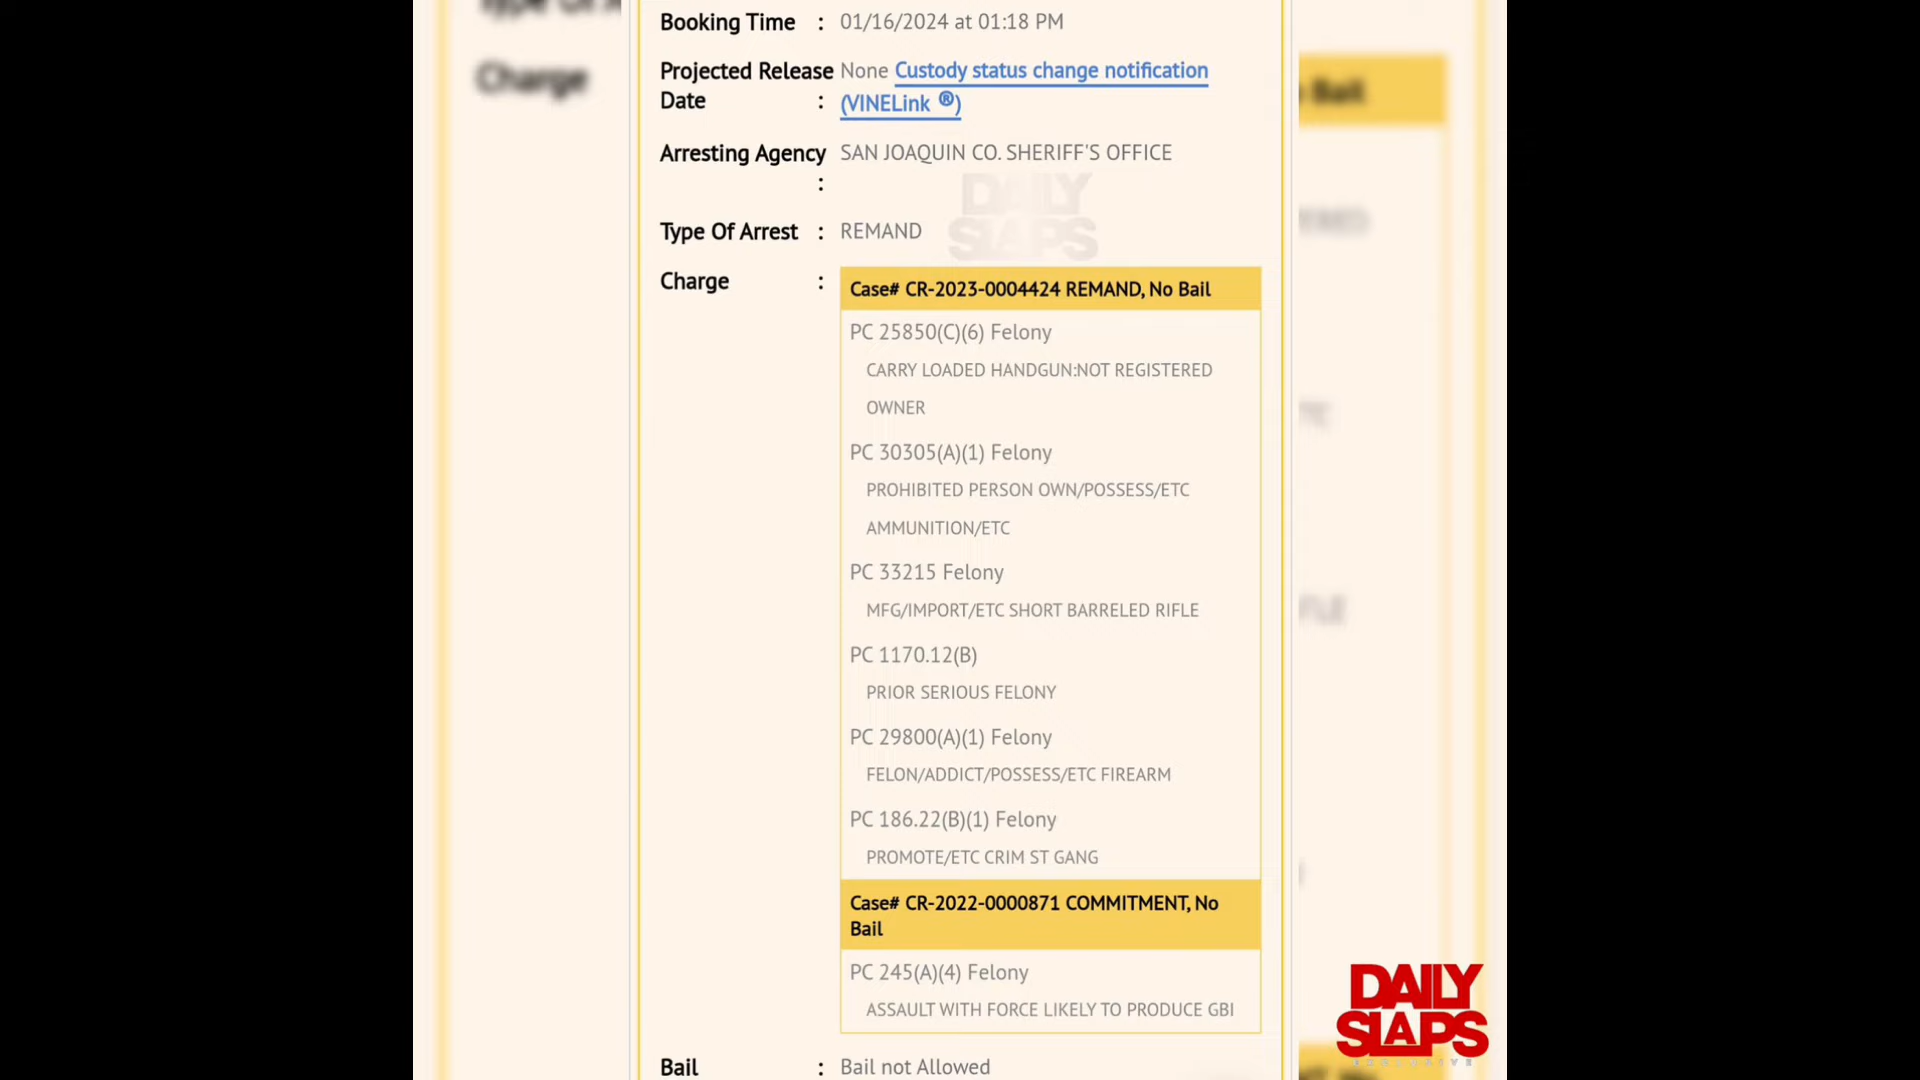 Booking Time : 01/16/2024 at 01:18 PM
Projected Release None Custody status change notification
Date : (VINELink ®)
Arresting Agency SAN JOAQUIN CO. SHERIFF'S OFFICE
:
DAILY
SLAPS
Type Of Arrest : REMAND
Charge : Case# CR-2023-0004424 REMAND, No Bail
PC 25850(C)(6) Felony
CARRY LOADED HANDGUN:NOT REGISTERED
OWNER
PC 30305(A)(1) Felony
PROHIBITED PERSON OWN/POSSESS/ETC
AMMUNITION/ETC
PC 33215 Felony
MFG/IMPORT/ETC SHORT BARRELED RIFLE
PC 1170.12(B)
PRIOR SERIOUS FELONY
PC 29800(A)(1) Felony
FELON/ADDICT/POSSESS/ETC FIREARM
PC 186.22(B)(1) Felony
PROMOTE/ETC CRIM ST GANG
Case# CR-2022-0000871 COMMITMENT, No
Bail
PC 245(A)(4) Felony
ASSAULT WITH FORCE LIKELY TO PRODUCE GBI
Bail : Bail not Allowed
Charge
Bail
DAILY
SLAPS